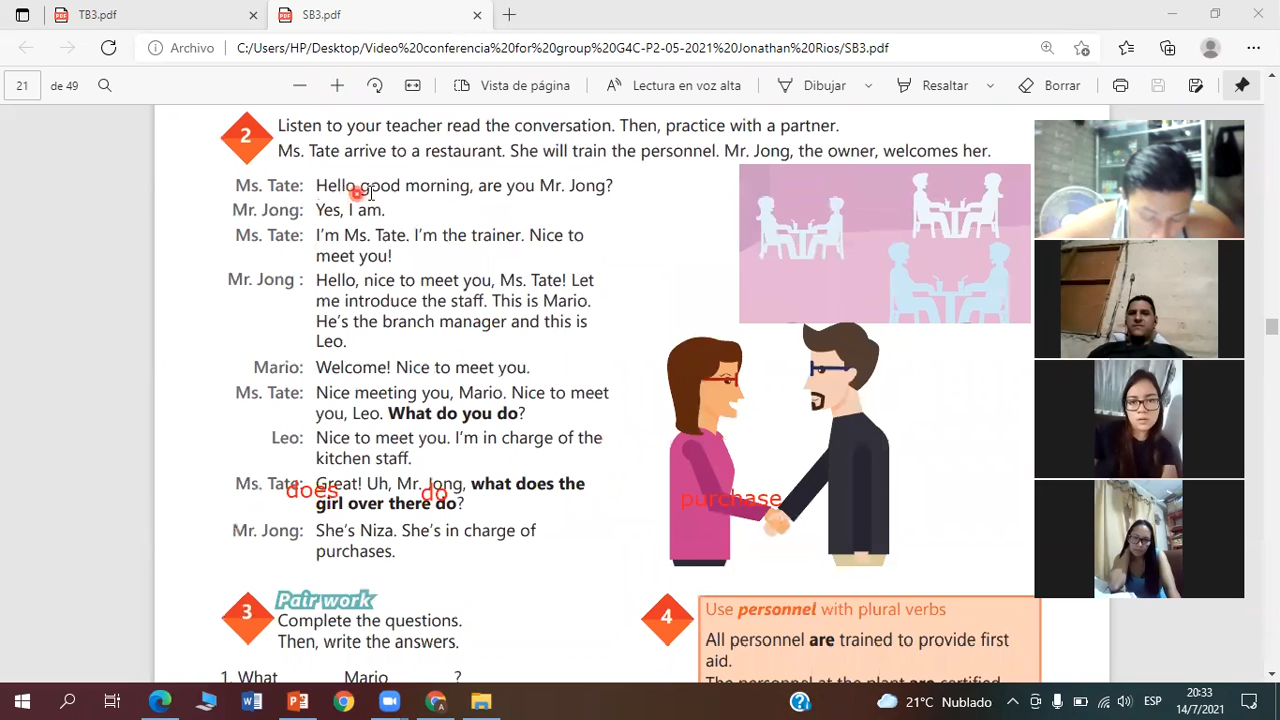 TB3.pdf
SB3.pdf
Archivo C:/Users/HP/Desktop/Video%20conferencia%20for%20group%20G4C-P2-05-2021%20Jonathan%20Rios/SB3.pdf
21 de 49 Vista de página Lectura en voz alta Dibujar Resaltar Borrar
2 Listen to your teacher read the conversation. Then, practice with a partner.
Ms. Tate arrive to a restaurant. She will train the personnel. Mr. Jong, the owner, welcomes her.
Ms. Tate: Hello good morning, are you Mr. Jong?
Mr. Jong: Yes, I am.
Ms. Tate: I'm Ms. Tate. I'm the trainer. Nice to
meet you!
Mr. Jong : Hello, nice to meet you, Ms. Tate! Let
me introduce the staff. This is Mario.
He's the branch manager and this is
Leo.
Mario: Welcome! Nice to meet you.
Ms. Tate: Nice meeting you, Mario. Nice to meet
you, Leo. What do you do?
Leo: Nice to meet you. I'm in charge of the
kitchen staff.
Ms. Tate: Great! Uh, Mr. Jong, what does the
does do
girl over there do?
purchase
Mr. Jong: She's Niza. She's in charge of
purchases.
3 Pair work
Complete the questions.
Then, write the answers.
1. What Mario ?
4 Use personnel with plural verbs
All personnel are trained to provide first
aid.
The personnel at the plant are certified
21°C Nublado ESP 20:33
14/7/2021